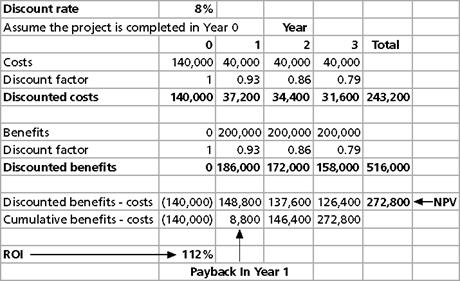 Discount rate 8%
Assume the project is completed in Year 0 Year
0 1 2 3 Total
Costs 140,000 40,000 40,000 40,000
Discount factor 1 0.93 0.86 0.79
Discounted costs 140,000 37,200 34,400 31,600 243,200
Benefits 0 200,000 200,000 200,000
Discount factor 1 0.93 0.86 0.79
Discounted benefits 0 186,000 172,000 158,000 516,000
Discounted benefits - costs (140,000) 148,800 137,600 126,400 272,800 NPV
Cumulative benefits - costs (140,000) 8,800 146,400 272,800
ROI 112%
Payback In Year 1